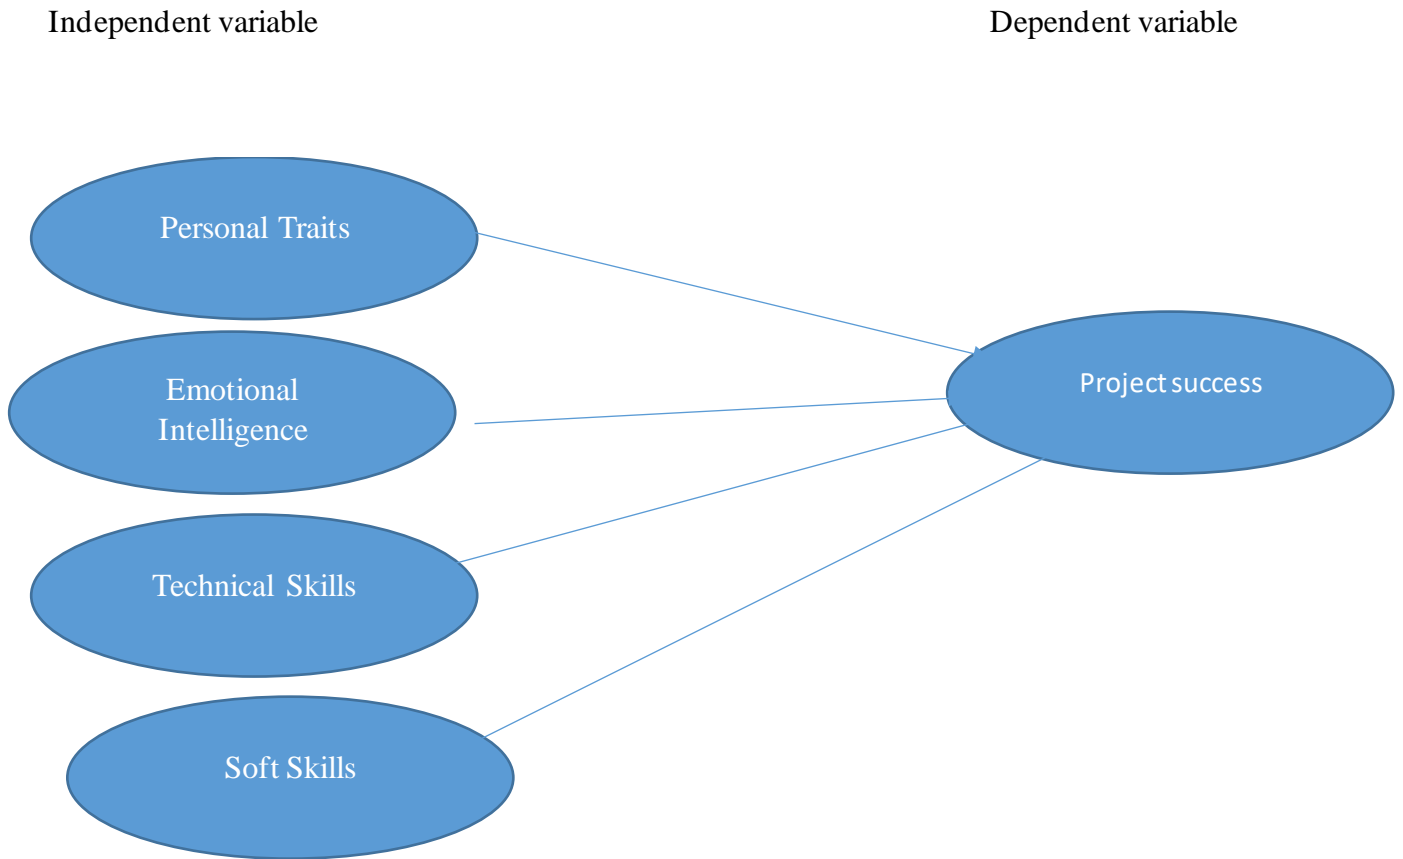 Independent variable
Dependent variable
Personal Traits
Emotional
Intelligence
Project success
Technical Skills
Soft Skills